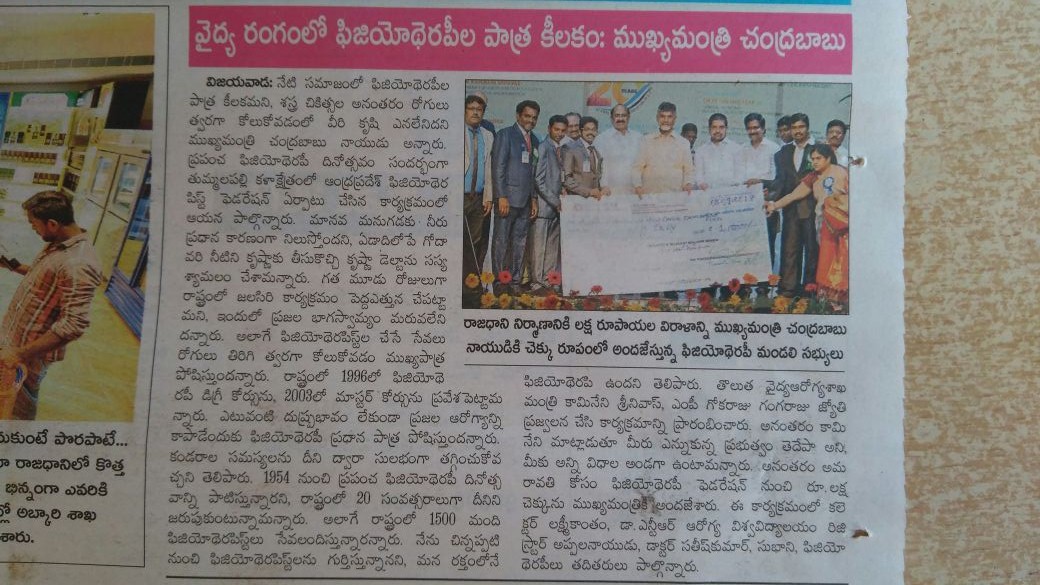 వైద్య రంగంలో ఫిజియోథెరపీల పాత్ర కీలకం: ముఖ్యమంత్రి చంద్రబాబు
విజయవాడ: నేటి సమాజంలో ఫిజియోథెరపీల
పాత్ర కీలకమని, శస్త్ర చికిత్సల అనంతరం రోగులు
త్వరగా కోలుకోవడంలో వీరి కృషి ఎనలేనిదని
ముఖ్యమంత్రి చంద్రబాబు నాయుడు అన్నారు.
ప్రపంచ ఫిజియోథెరపీ దినోత్సవం సందర్భంగా
తుమ్మలపల్లి కళాక్షేత్రంలో ఆంధ్రప్రదేశ్ ఫిజియోథెర
పిస్ట్ ఫెడరేషన్ ఏర్పాటు చేసిన కార్యక్రమంలో
ఆయన పాల్గొన్నారు. మానవ మనుగడకు నీరు
ప్రధాన కారణంగా నిలుస్తోందని, ఏడాదిలోపే గోదా
వరి నీటిని కృష్ణాకు తీసుకొచ్చి కృష్ణా డెల్టాను సస్య
శ్యామలం చేశామన్నారు. గత మూడు రోజులుగా
రాష్ట్రంలో జలసిరి కార్యక్రమం పెద్దఎత్తున చేపట్టా
మని, ఇందులో ప్రజల భాగస్వామ్యం మరువలేని
దన్నారు. అలాగే ఫిజియోథెరపిస్ట్‌ల చేసే సేవలు
రోగులు తిరిగి త్వరగా కోలుకోవడం ముఖ్యపాత్ర
పోషిస్తుందన్నారు. రాష్ట్రంలో 1996లో ఫిజియోథె
రపీ డిగ్రీ కోర్సును, 2003లో మాస్టర్ కోర్సును ప్రవేశపెట్టామ
న్నారు. ఎటువంటి దుష్ప్రభావం లేకుండా ప్రజల ఆరోగ్యాన్ని
కాపాడేందుకు ఫిజియోథెరపీ ప్రధాన పాత్ర పోషిస్తుందన్నారు.
కండరాల సమస్యలను దీని ద్వారా సులభంగా తగ్గించుకోవ
చ్చని తెలిపారు. 1954 నుంచి ప్రపంచ ఫిజియోథెరపీ దినోత్స
వాన్ని పాటిస్తున్నారని, రాష్ట్రంలో 20 సంవత్సరాలుగా దీనిని
జరుపుకుంటున్నామన్నారు. అలాగే రాష్ట్రంలో 1500 మంది
ఫిజియోథెరపిస్ట్‌లు సేవలందిస్తున్నారన్నారు. నేను చిన్నప్పటి
నుంచి ఫిజియోథెరపిస్ట్‌లను గుర్తిస్తున్నానని, మన రక్తంలోనే
రాజధాని నిర్మాణానికి లక్ష రూపాయల విరాళాన్ని ముఖ్యమంత్రి చంద్రబాబు
నాయుడికి చెక్కు రూపంలో అందజేస్తున్న ఫిజియోథెరపీ మండలి సభ్యులు
ఫిజియోథెరపి ఉందని తెలిపారు. తొలుత వైద్యఆరోగ్యశాఖ
మంత్రి కామినేని శ్రీనివాస్, ఎంపీ గోకరాజు గంగరాజు జ్యోతి
ప్రజ్వలన చేసి కార్యక్రమాన్ని ప్రారంభించారు. అనంతరం కామి
నేని మాట్లాడుతూ మీరు ఎన్నుకున్న ప్రభుత్వం తెదేపా అని,
మీకు అన్ని విధాల అండగా ఉంటామన్నారు. అనంతరం అమ
రావతి కోసం ఫిజియోథెరపీ ఫెడరేషన్ నుంచి రూ.లక్ష
చెక్కును ముఖ్యమంత్రికి అందజేశారు. ఈ కార్యక్రమంలో కలె
క్టర్ లక్ష్మీకాంతం, డా.ఎన్టీఆర్ ఆరోగ్య విశ్వవిద్యాలయం రిజి
స్ట్రార్ అప్పలనాయుడు, డాక్టర్ సతీష్‌కుమార్, సుభాని, ఫిజియో
థెరపీలు తదితరులు పాల్గొన్నారు.
కుంటే పొరపాటే...
రాజధానిలో కొత్త
భిన్నంగా ఎవరికి
అబ్కారి శాఖ